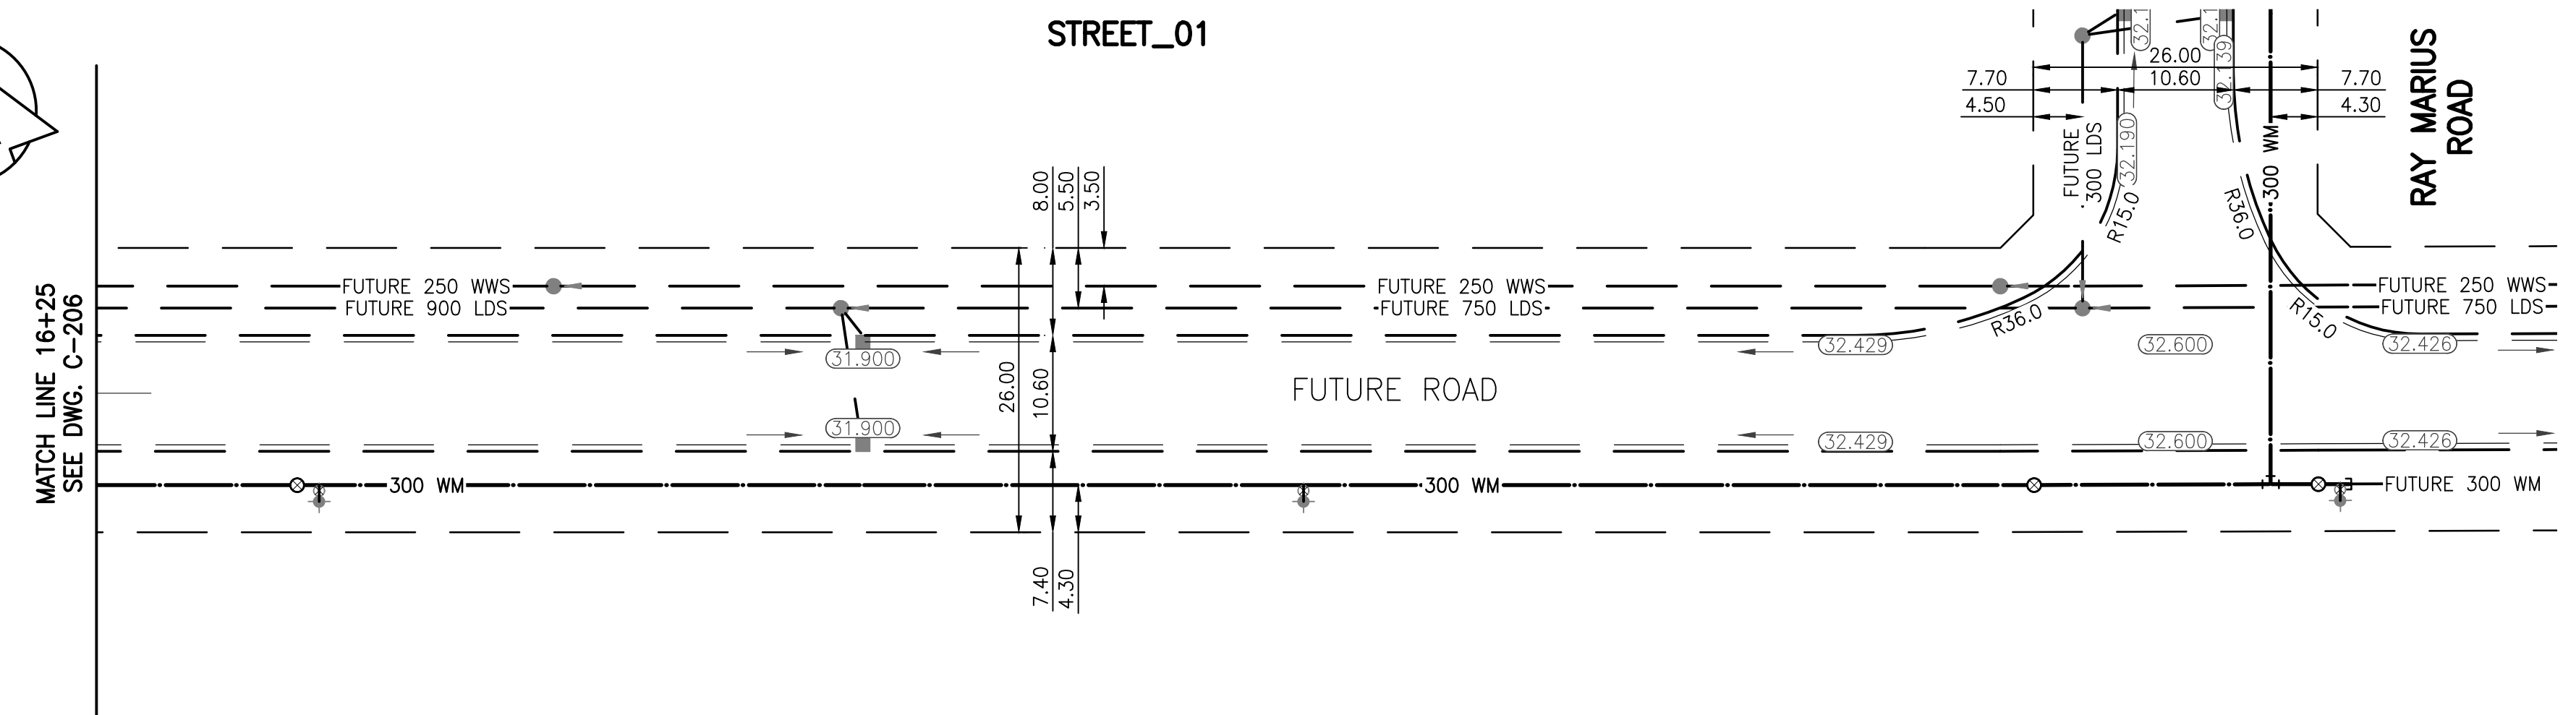 STREET_01
RAY MARIUS
ROAD
26.00
7.70
10.60
7.70
4.50
4.30
32.139
32.190
FUTURE
300 LDS
300 WM
R15.0
R36.0
8.00
5.50
3.50
MATCH LINE 16+25
SEE DWG. C-206
FUTURE 250 WWS
FUTURE 900 LDS
FUTURE 250 WWS
FUTURE 750 LDS
FUTURE 250 WWS
FUTURE 750 LDS
R36.0
R15.0
31.900
32.429
32.600
32.426
26.00
10.60
FUTURE ROAD
31.900
32.429
32.600
32.426
300 WM
300 WM
FUTURE 300 WM
7.40
4.30